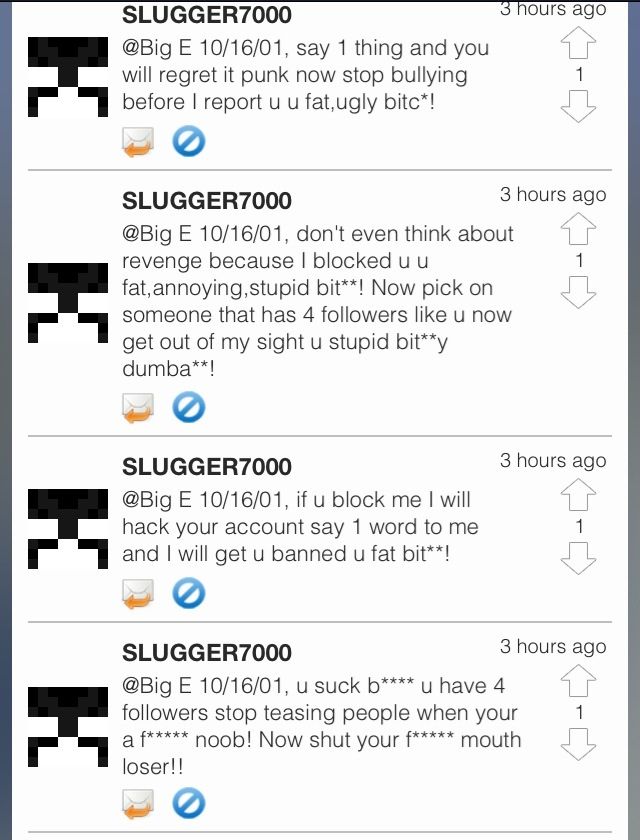 SLUGGER7000
3 hours ago
@Big E 10/16/01, say 1 thing and you
will regret it punk now stop bullying
before I report u u fat,ugly bitc*!
1
SLUGGER7000
3 hours ago
@Big E 10/16/01, don't even think about
revenge because I blocked u u
fat,annoying,stupid bit**! Now pick on
someone that has 4 followers like u now
get out of my sight u stupid bit**y
dumba**!
1
SLUGGER7000
3 hours ago
@Big E 10/16/01, if u block me I will
hack your account say 1 word to me
and I will get u banned u fat bit**!
1
SLUGGER7000
3 hours ago
@Big E 10/16/01, u suck b**** u have 4
followers stop teasing people when your
a f***** noob! Now shut your f***** mouth
loser!!
1